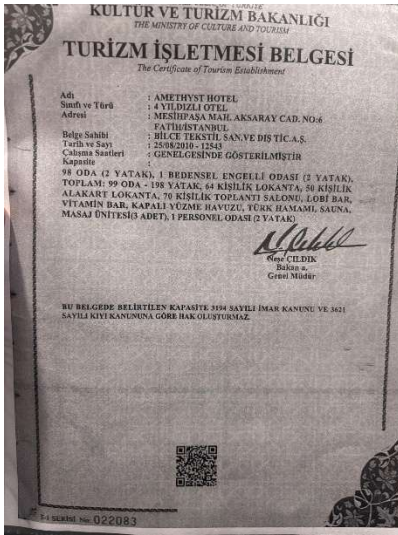 TÜRKİYE
KÜLTÜR VE TURİZM BAKANLIĞI
THE MINISTRY OF CULTURE AND TOURISM
TURİZM İŞLETMESİ BELGESİ
The Certificate of Tourism Establishment
Adı : AMETHYST HOTEL
Sınıfı ve Türü : 4 YILDIZLI OTEL
Adresi : MESİHPAŞA MAH. AKSARAY CAD. NO:6
FATİH/İSTANBUL
Belge Sahibi : BİLCE TEKSTİL SAN.VE DIŞ TİC.A.Ş.
Tarih ve Sayı : 25/08/2010 - 12543
Çalışma Saatleri : GENELGESİNDE GÖSTERİLMİŞTİR
Kapasite :
98 ODA (2 YATAK), 1 BEDENSEL ENGELLİ ODASI (2 YATAK),
TOPLAM: 99 ODA - 198 YATAK, 64 KİŞİLİK LOKANTA, 50 KİŞİLİK
ALAKART LOKANTA, 70 KİŞİLİK TOPLANTI SALONU, LOBİ BAR,
VİTAMİN BAR, KAPALI YÜZME HAVUZU, TÜRK HAMAMI, SAUNA,
MASAJ ÜNİTESİ(3 ADET), 1 PERSONEL ODASI (2 YATAK)
Neşe ÇILDIK
Bakan a.
Genel Müdür
BU BELGEDE BELİRTİLEN KAPASİTE 3194 SAYILI İMAR KANUNU VE 3621
SAYILI KIYI KANUNUNA GÖRE HAK OLUŞTURMAZ.
T-1 SERİSİ No: 022083